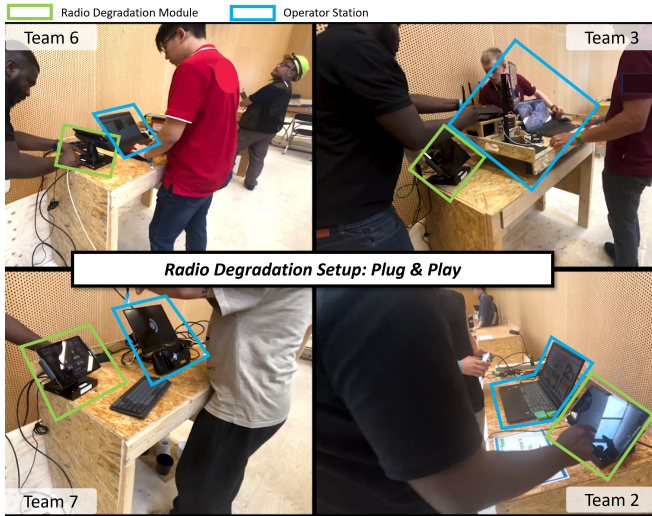 Radio Degradation Module
Operator Station
Team 6
Team 3
Radio Degradation Setup: Plug & Play
Team 7
Team 2